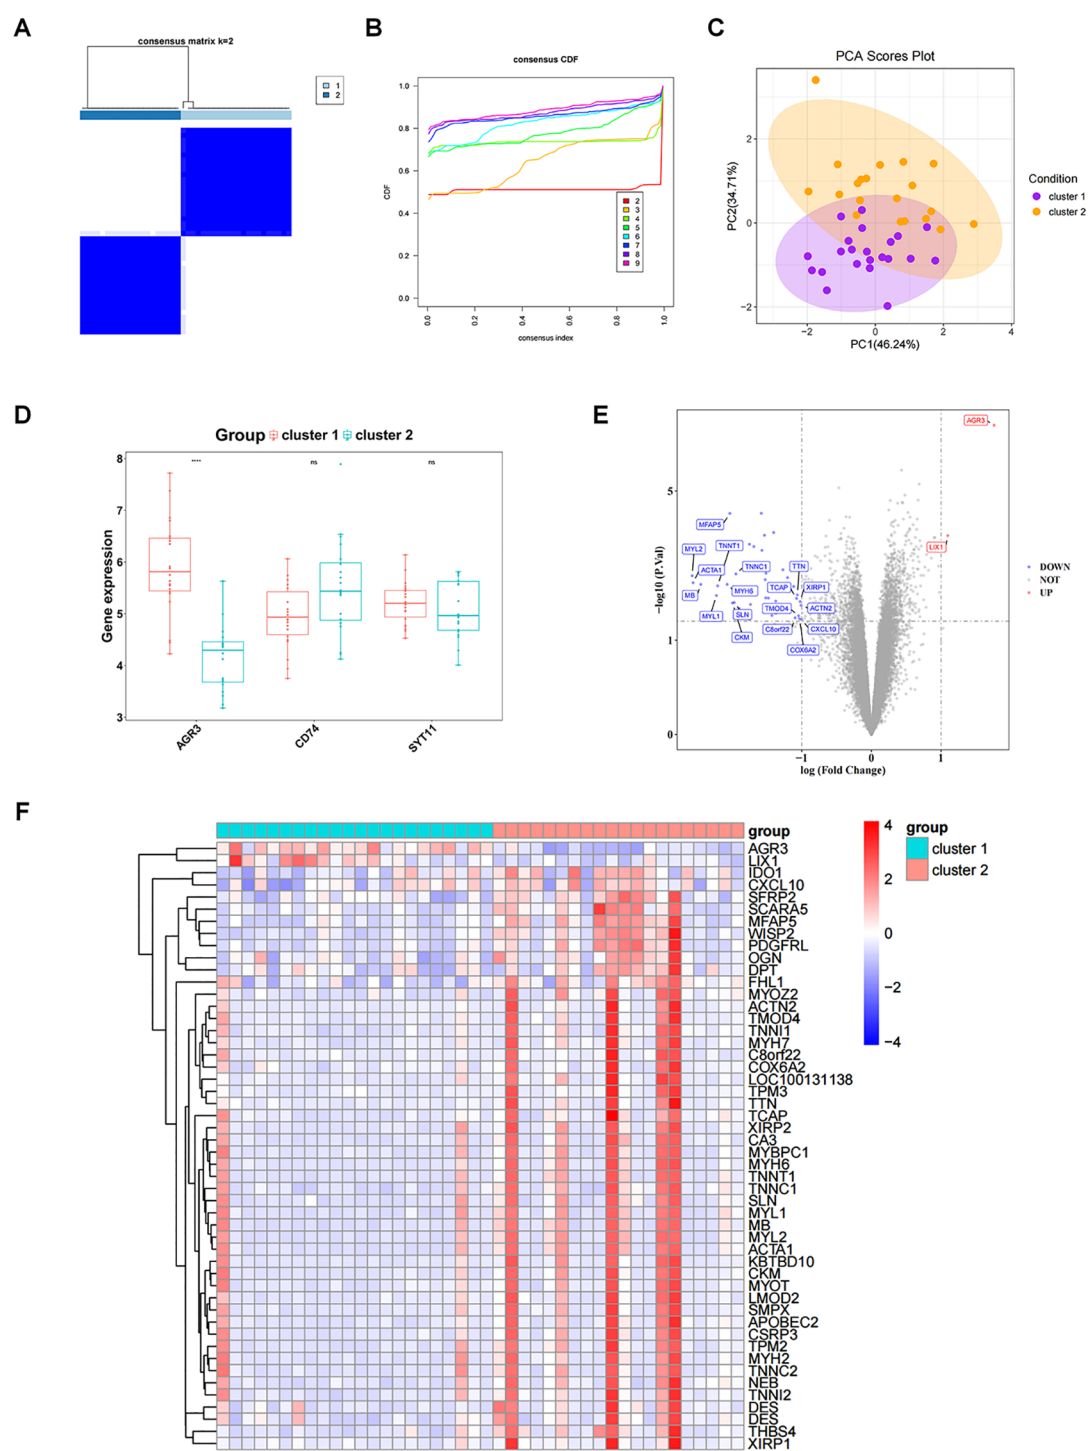 A
consensus matrix k=2
1
2
B
consensus CDF
CDF
1.0
0.8
0.6
0.4
0.2
0.0
2
3
4
5
6
7
8
9
0.0
0.2
0.4
0.6
0.8
1.0
consensus index
C
PCA Scores Plot
PC2(34.71%)
2
0
−2
−2
0
2
4
PC1(46.24%)
Condition
cluster 1
cluster 2
D
Group cluster 1 cluster 2
Gene expression
8
7
6
5
4
3
****
ns
ns
AGR3
CD74
SYT11
E
−log10 (P.Val)
5
1
0
AGR3
MFAP5
LIX1
MYL2
TNNT1
ACTA1
TNNC1
TTN
MB
MYH6
TCAP
XIRP1
MYL1
SLN
TMOD4
ACTN2
CKM
C8orf22
CXCL10
COX6A2
−1
0
1
log (Fold Change)
DOWN
NOT
UP
F
group
AGR3
LIX1
IDO1
CXCL10
SFRP2
SCARA5
MFAP5
WISP2
PDGFRL
OGN
DPT
FHL1
MYOZ2
ACTN2
TMOD4
TNNI1
MYH7
C8orf22
COX6A2
LOC100131138
TPM3
TTN
TCAP
XIRP2
CA3
MYBPC1
MYH6
TNNT1
TNNC1
SLN
MYL1
MB
MYL2
ACTA1
KBTBD10
CKM
MYOT
LMOD2
SMPX
APOBEC2
CSRP3
TPM2
MYH2
TNNC2
NEB
TNNI2
DES
DES
THBS4
XIRP1
4
2
0
−2
−4
group
cluster 1
cluster 2